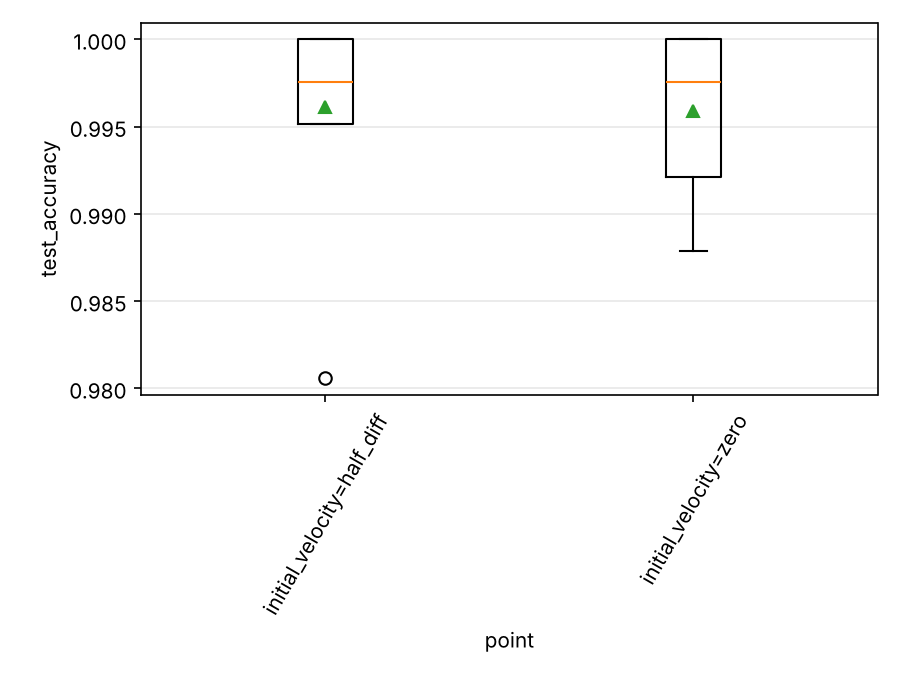 1.000
0.995
0.990
0.985
0.980
test_accuracy
initial_velocity=half_diff
initial_velocity=zero
point